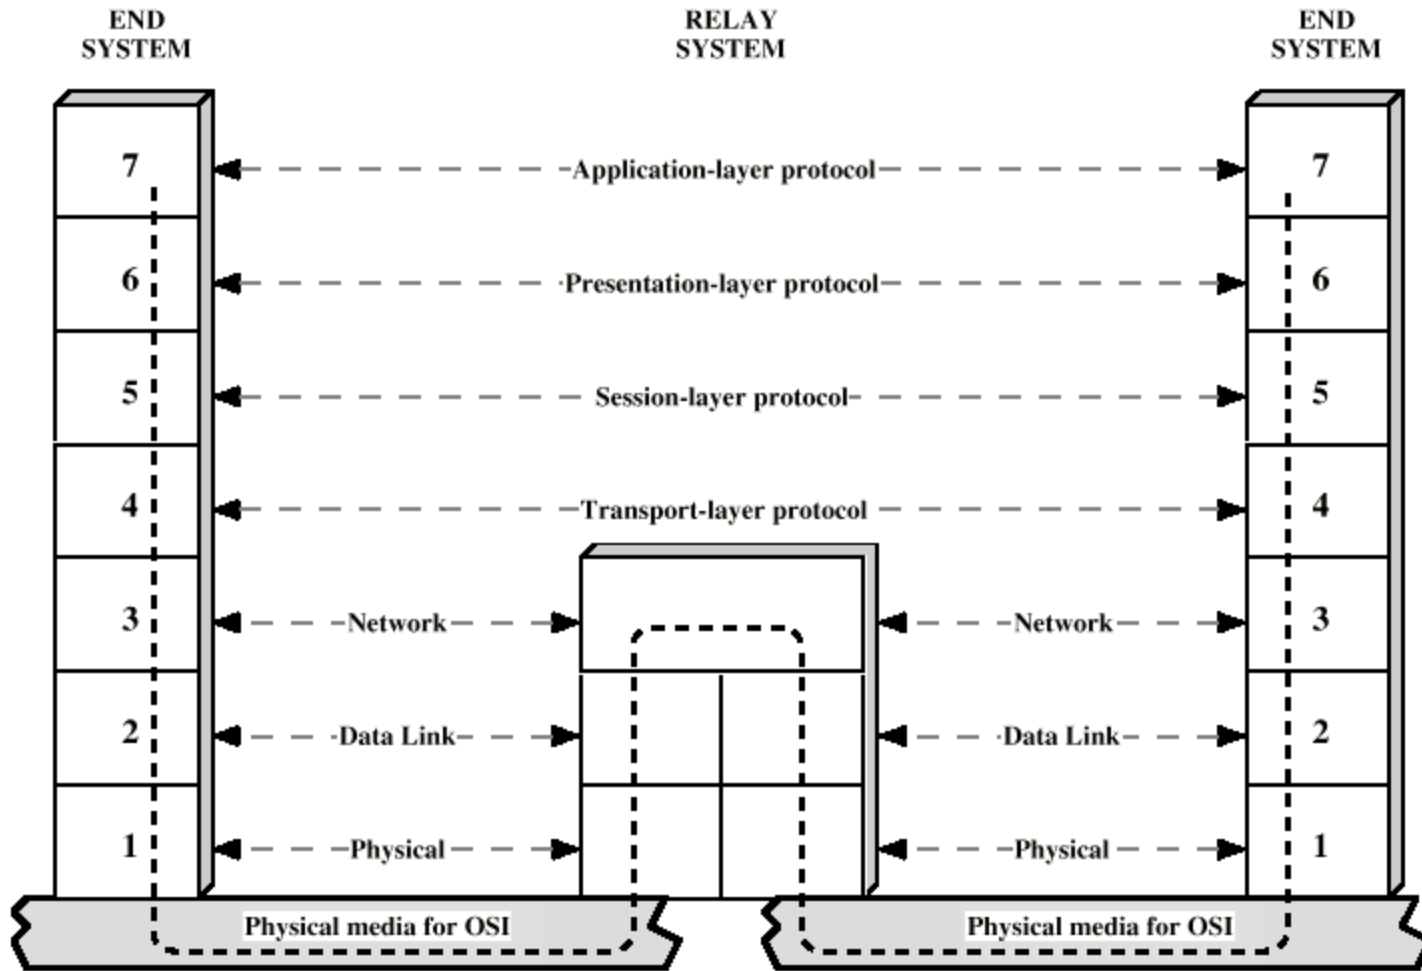 END
SYSTEM
RELAY
SYSTEM
END
SYSTEM
7
Application-layer protocol
7
6
Presentation-layer protocol
6
5
Session-layer protocol
5
4
Transport-layer protocol
4
3
Network
Network
3
2
Data Link
Data Link
2
1
Physical
Physical
1
Physical media for OSI
Physical media for OSI